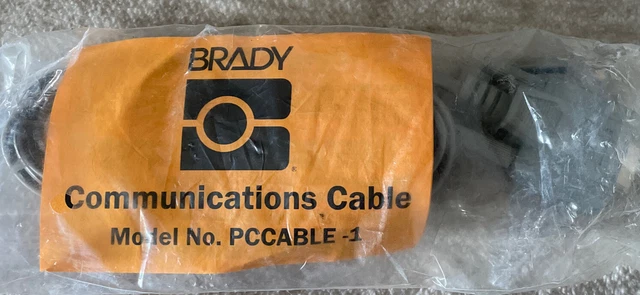 BRADY
Communications Cable
Model No. PCCABLE -1